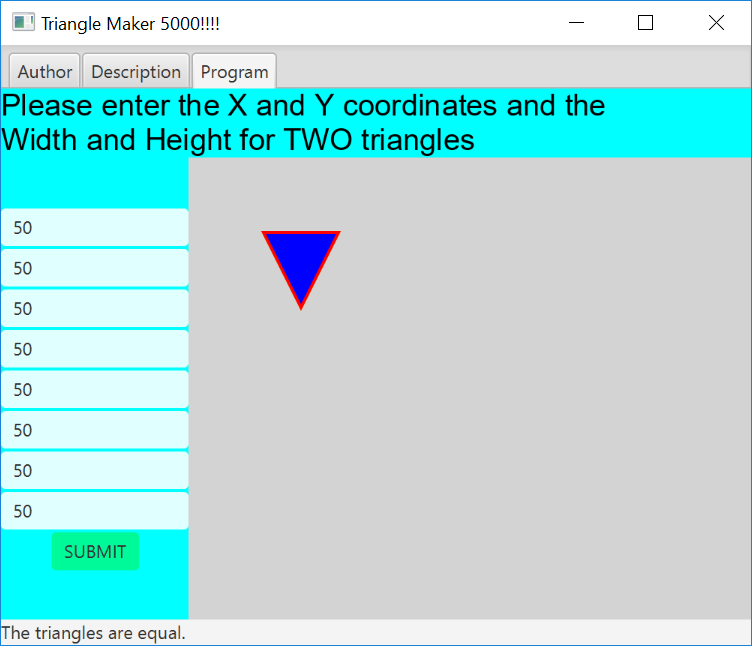 Triangle Maker 5000!!!!
Author Description Program
Please enter the X and Y coordinates and the
Width and Height for TWO triangles
50
50
50
50
50
50
50
50
SUBMIT
The triangles are equal.